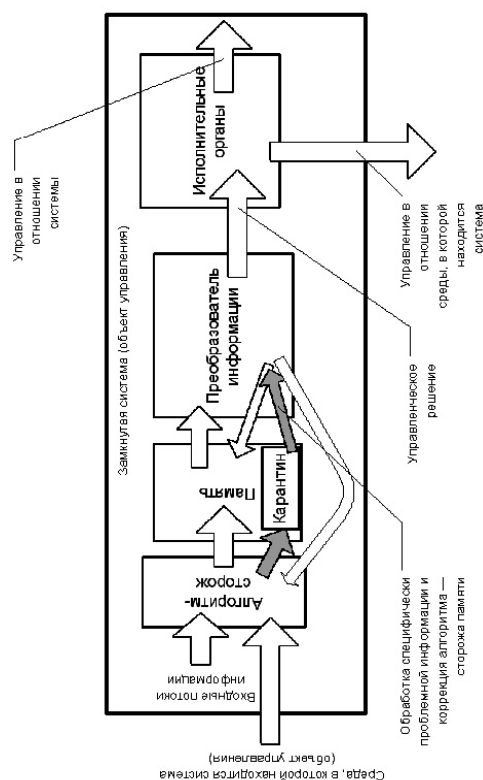 Управление в
отношении
системы
Замкнутая система (объект управления)
Среда, в которой находится система
(объект управления)
Входные потоки
информации
Алгоритм-
сторож
Память
Карантин
Преобразователь
информации
Исполнительные
органы
Обработка специфически
проблемной информации и
коррекция алгоритма —
сторожа памяти
Управленческое
решение
Управление в
отношении
среды, в которой
находится
система